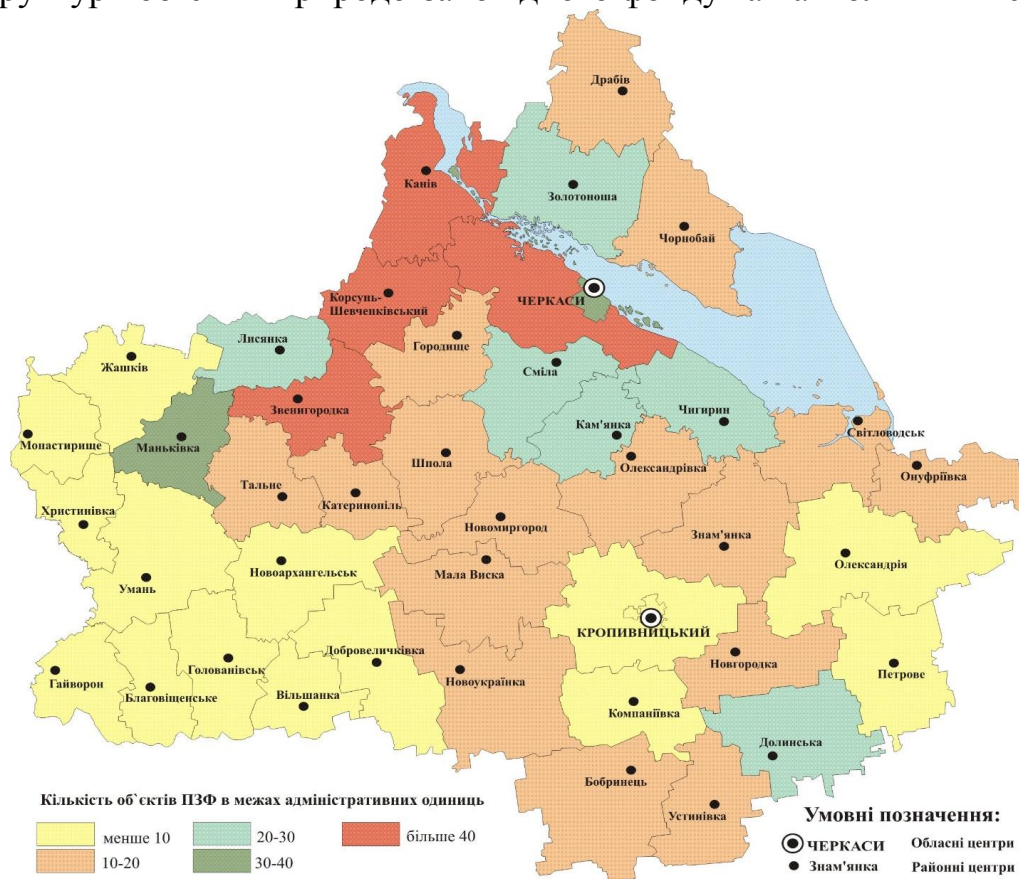 Драбів
Канів
Золотоноша
Чорнобай
Корсунь-
Шевченківський
ЧЕРКАСИ
Лисянка
Городище
Жашків
Сміла
Звенигородка
Чигирин
Кам'янка
Світловодськ
Монастирище
Маньківка
Шпола
Олександрівка
Онуфріївка
Тальне
Катеринопіль
Христинівка
Новомиргород
Знам'янка
Олександрія
Новоархангельськ
Мала Виска
Умань
КРОПИВНИЦЬКИЙ
Добровеличківка
Новгородка
Голованівськ
Петрове
Гайворон
Благовіщенське
Вільшанка
Новоукраїнка
Компаніївка
Долинська
Бобринець
Устинівка
Кількість об`єктів ПЗФ в межах адміністративних одиниць
менше 10
20-30
більше 40
10-20
30-40
Умовні позначення:
ЧЕРКАСИ Обласні центри
Знам'янка Районні центри